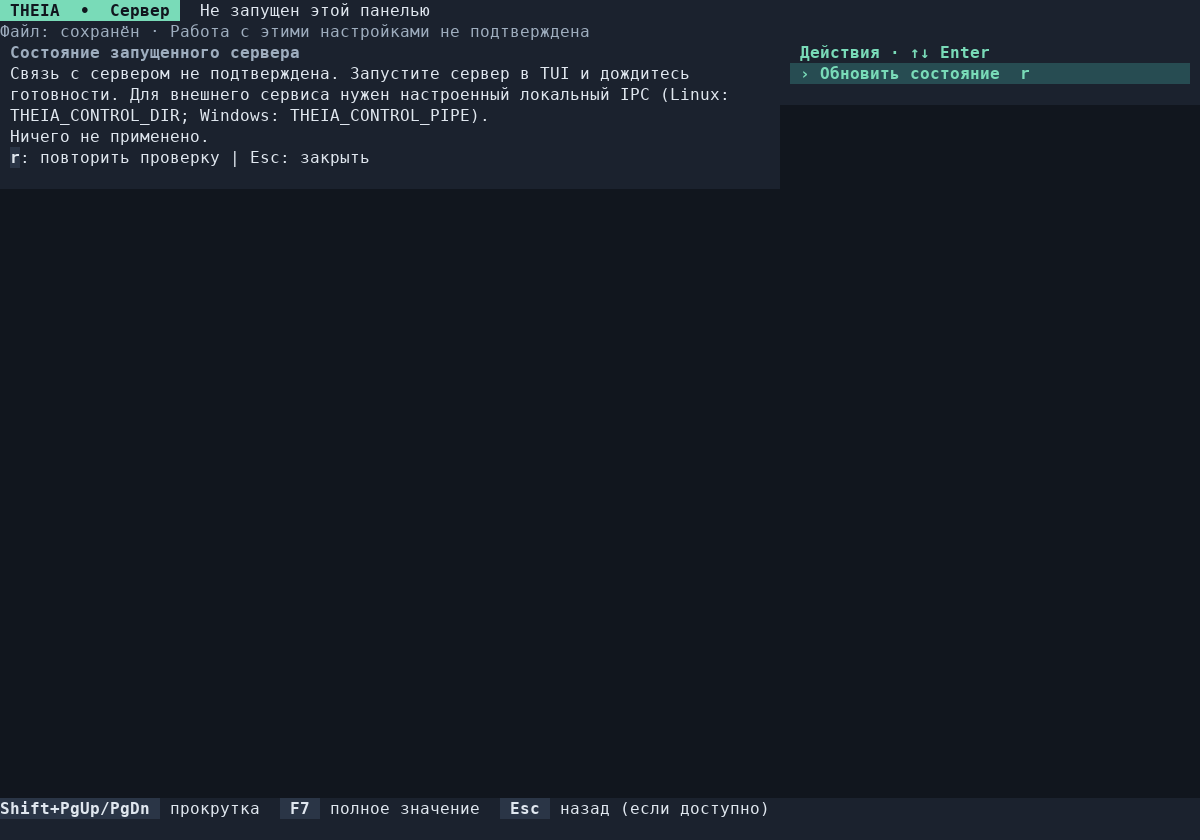 THEIA • Сервер Не запущен этой панелью
Файл: сохранён · Работа с этими настройками не подтверждена
Состояние запущенного сервера
Связь с сервером не подтверждена. Запустите сервер в TUI и дождитесь
готовности. Для внешнего сервиса нужен настроенный локальный IPC (Linux:
THEIA_CONTROL_DIR; Windows: THEIA_CONTROL_PIPE).
Ничего не применено.
r: повторить проверку | Esc: закрыть
Действия · ↑↓ Enter
› Обновить состояние r
Shift+PgUp/PgDn прокрутка F7 полное значение Esc назад (если доступно)